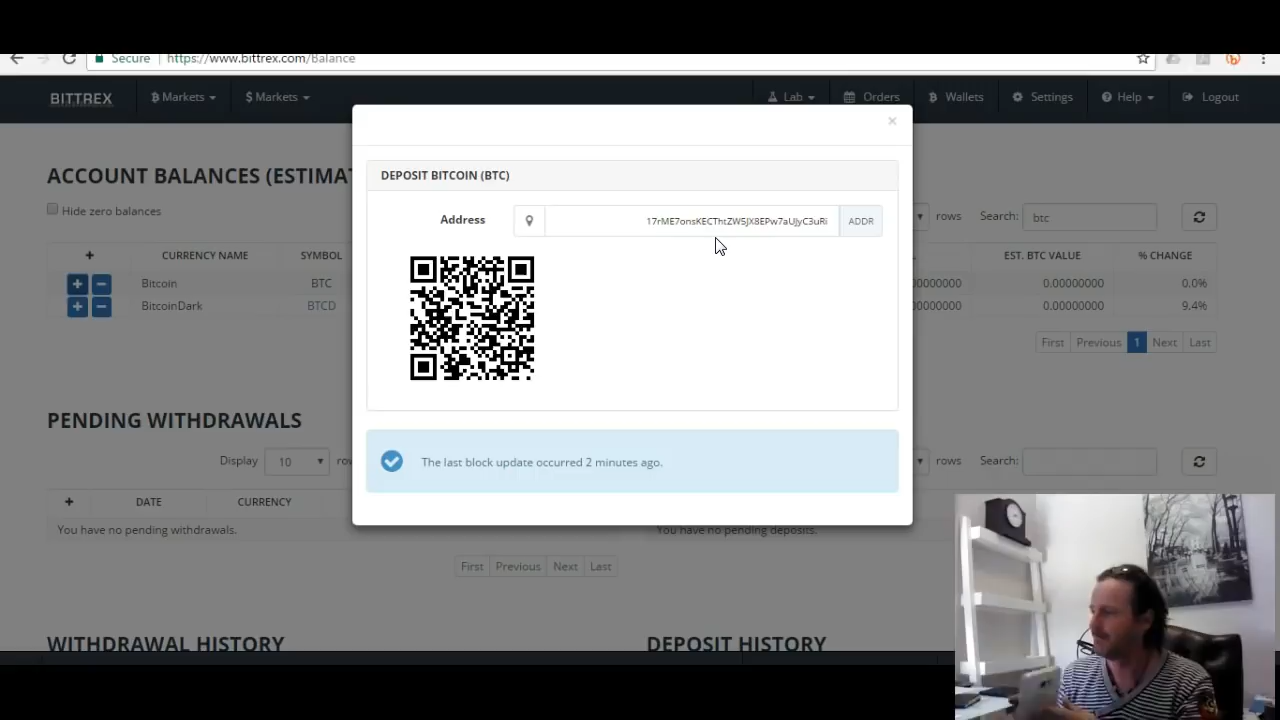 Secure https://www.bittrex.com/Balance
BITTREX Markets $ Markets Lab Orders Wallets Settings Help Logout
ACCOUNT BALANCES (ESTIMAT
Hide zero balances
rows Search: btc
CURRENCY NAME SYMBOL
EST. BTC VALUE % CHANGE
Bitcoin BTC
0.00000000 0.0%
BitcoinDark BTCD
0.00000000 9.4%
First Previous 1 Next Last
DEPOSIT BITCOIN (BTC)
Address
ADDR
The last block update occurred 2 minutes ago.
PENDING WITHDRAWALS
Display 10
rows Search:
+ DATE CURRENCY
You have no pending withdrawals.
You have no pending deposits.
First Previous Next Last
WITHDRAWAL HISTORY
DEPOSIT HISTORY